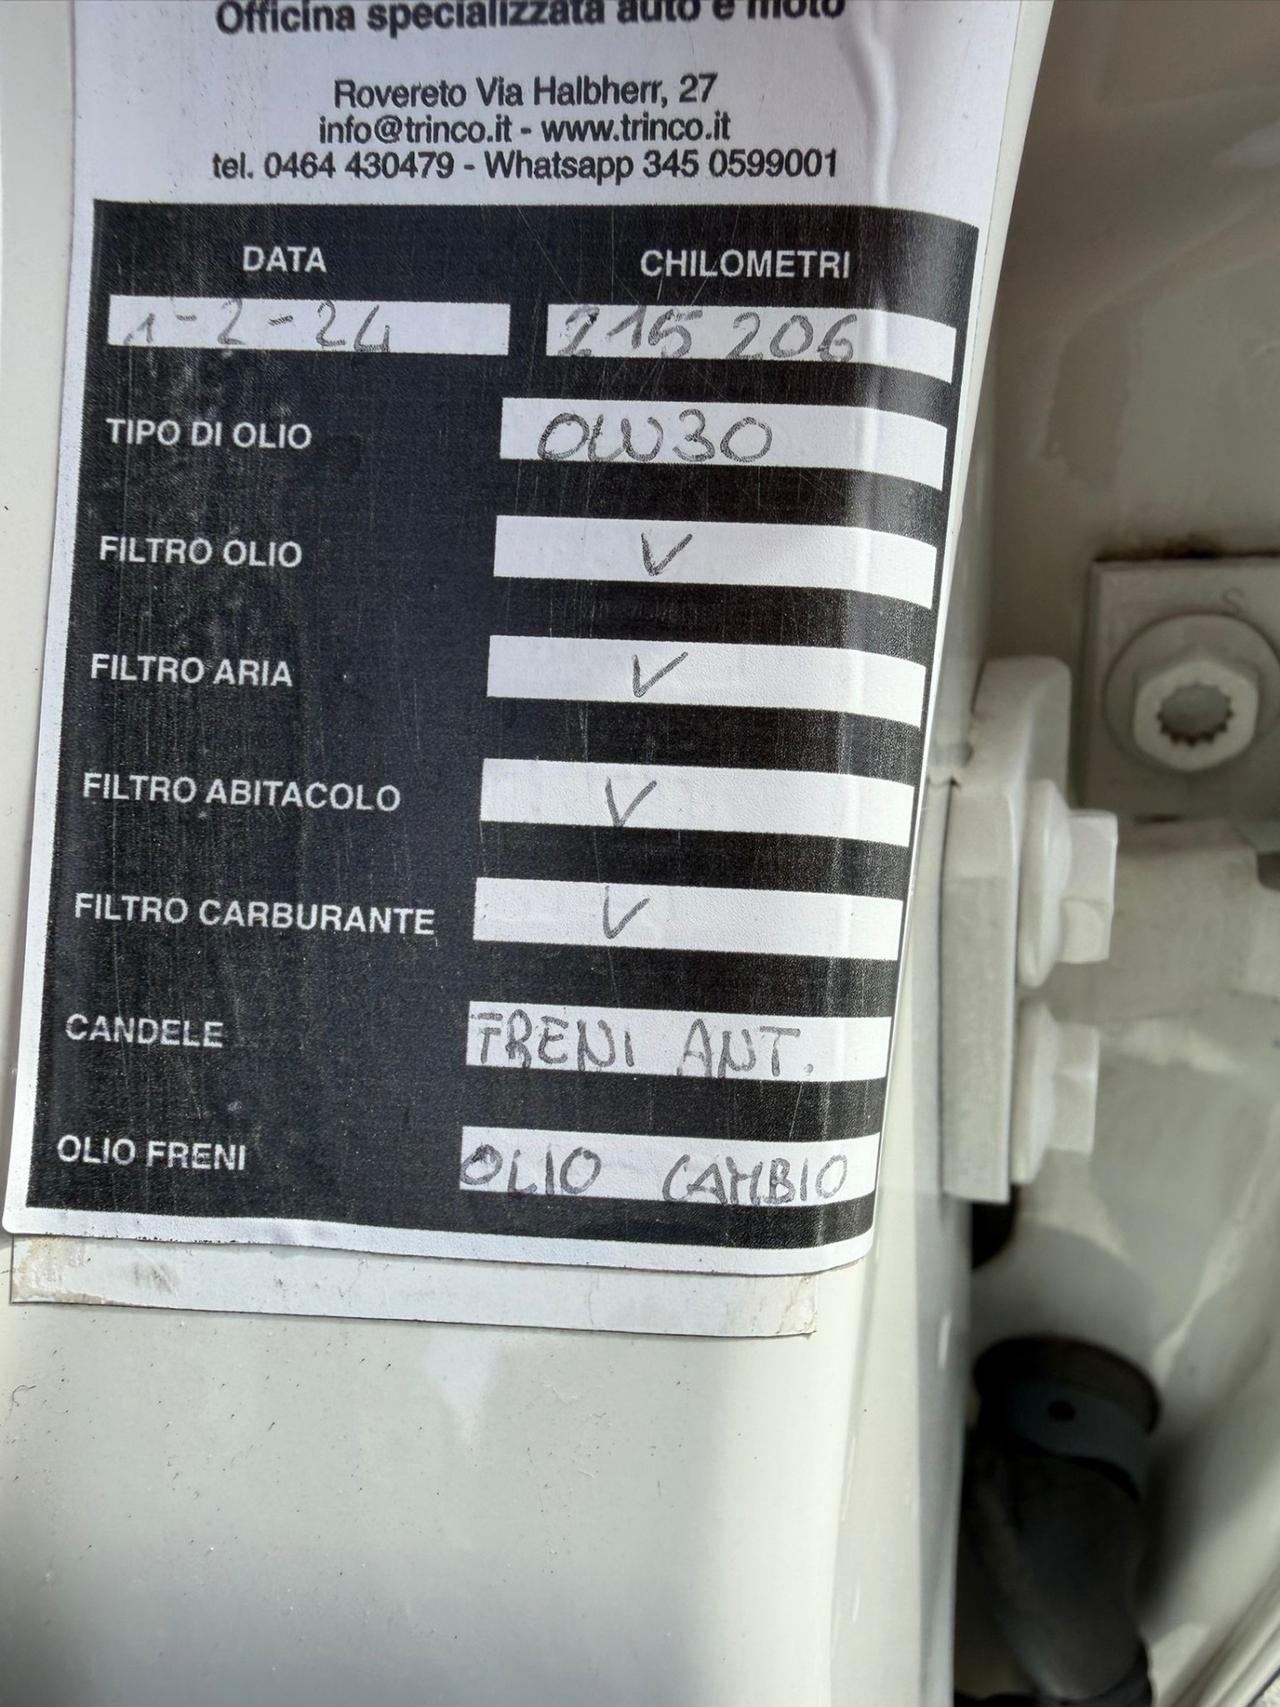 Officina specializzata auto e moto
Rovereto Via Halbherr, 27
info@trinco.it - www.trinco.it
tel. 0464 430479 - Whatsapp 345 0599001
DATA CHILOMETRI
1-2-24 215 206
TIPO DI OLIO 0W30
FILTRO OLIO V
FILTRO ARIA V
FILTRO ABITACOLO V
FILTRO CARBURANTE V
CANDELE FRENI ANT.
OLIO FRENI OLIO CAMBIO